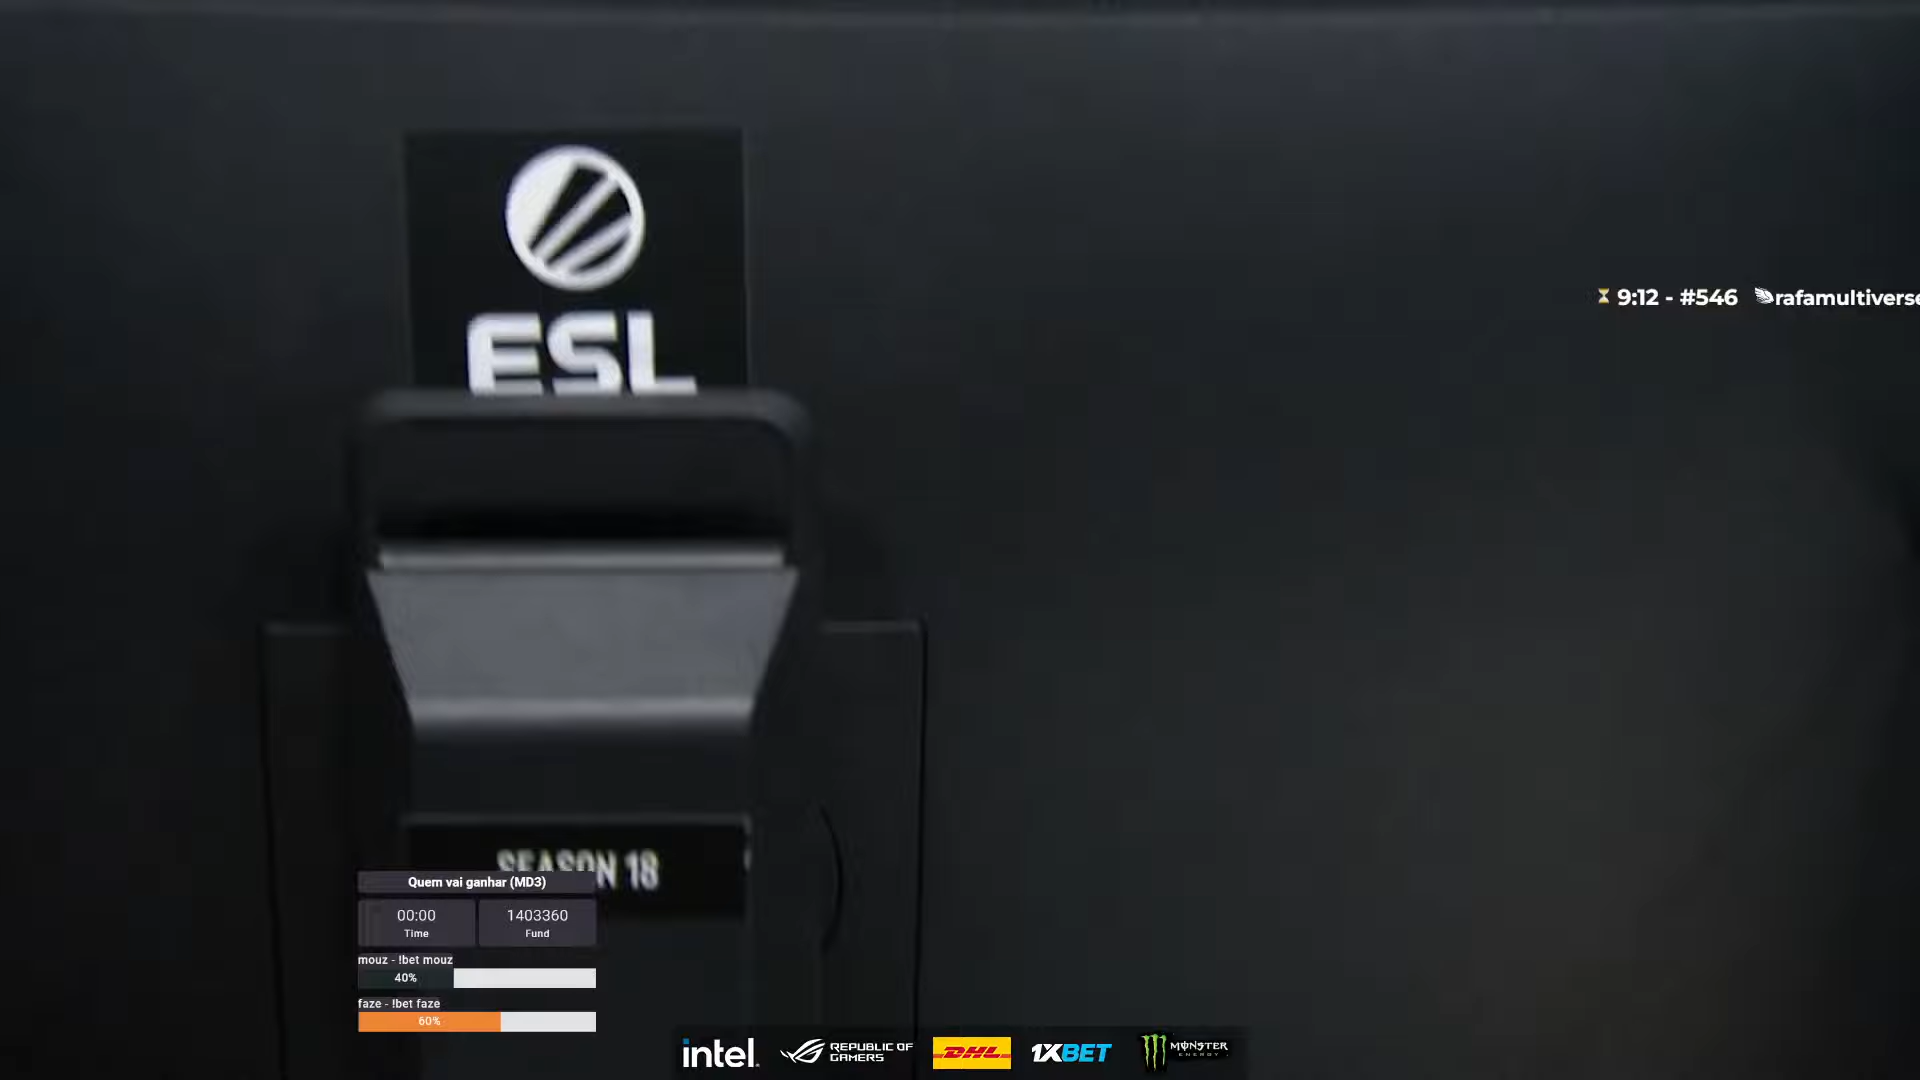 ESL
9:12 - #546 rafamultiverse
SEASON 18
Quem vai ganhar (MD3)
00:00 1403360
Time Fund
mouz - !bet mouz
40%
faze - !bet faze
60%
intel. REPUBLIC OF GAMERS DHL 1XBET MONSTER ENERGY